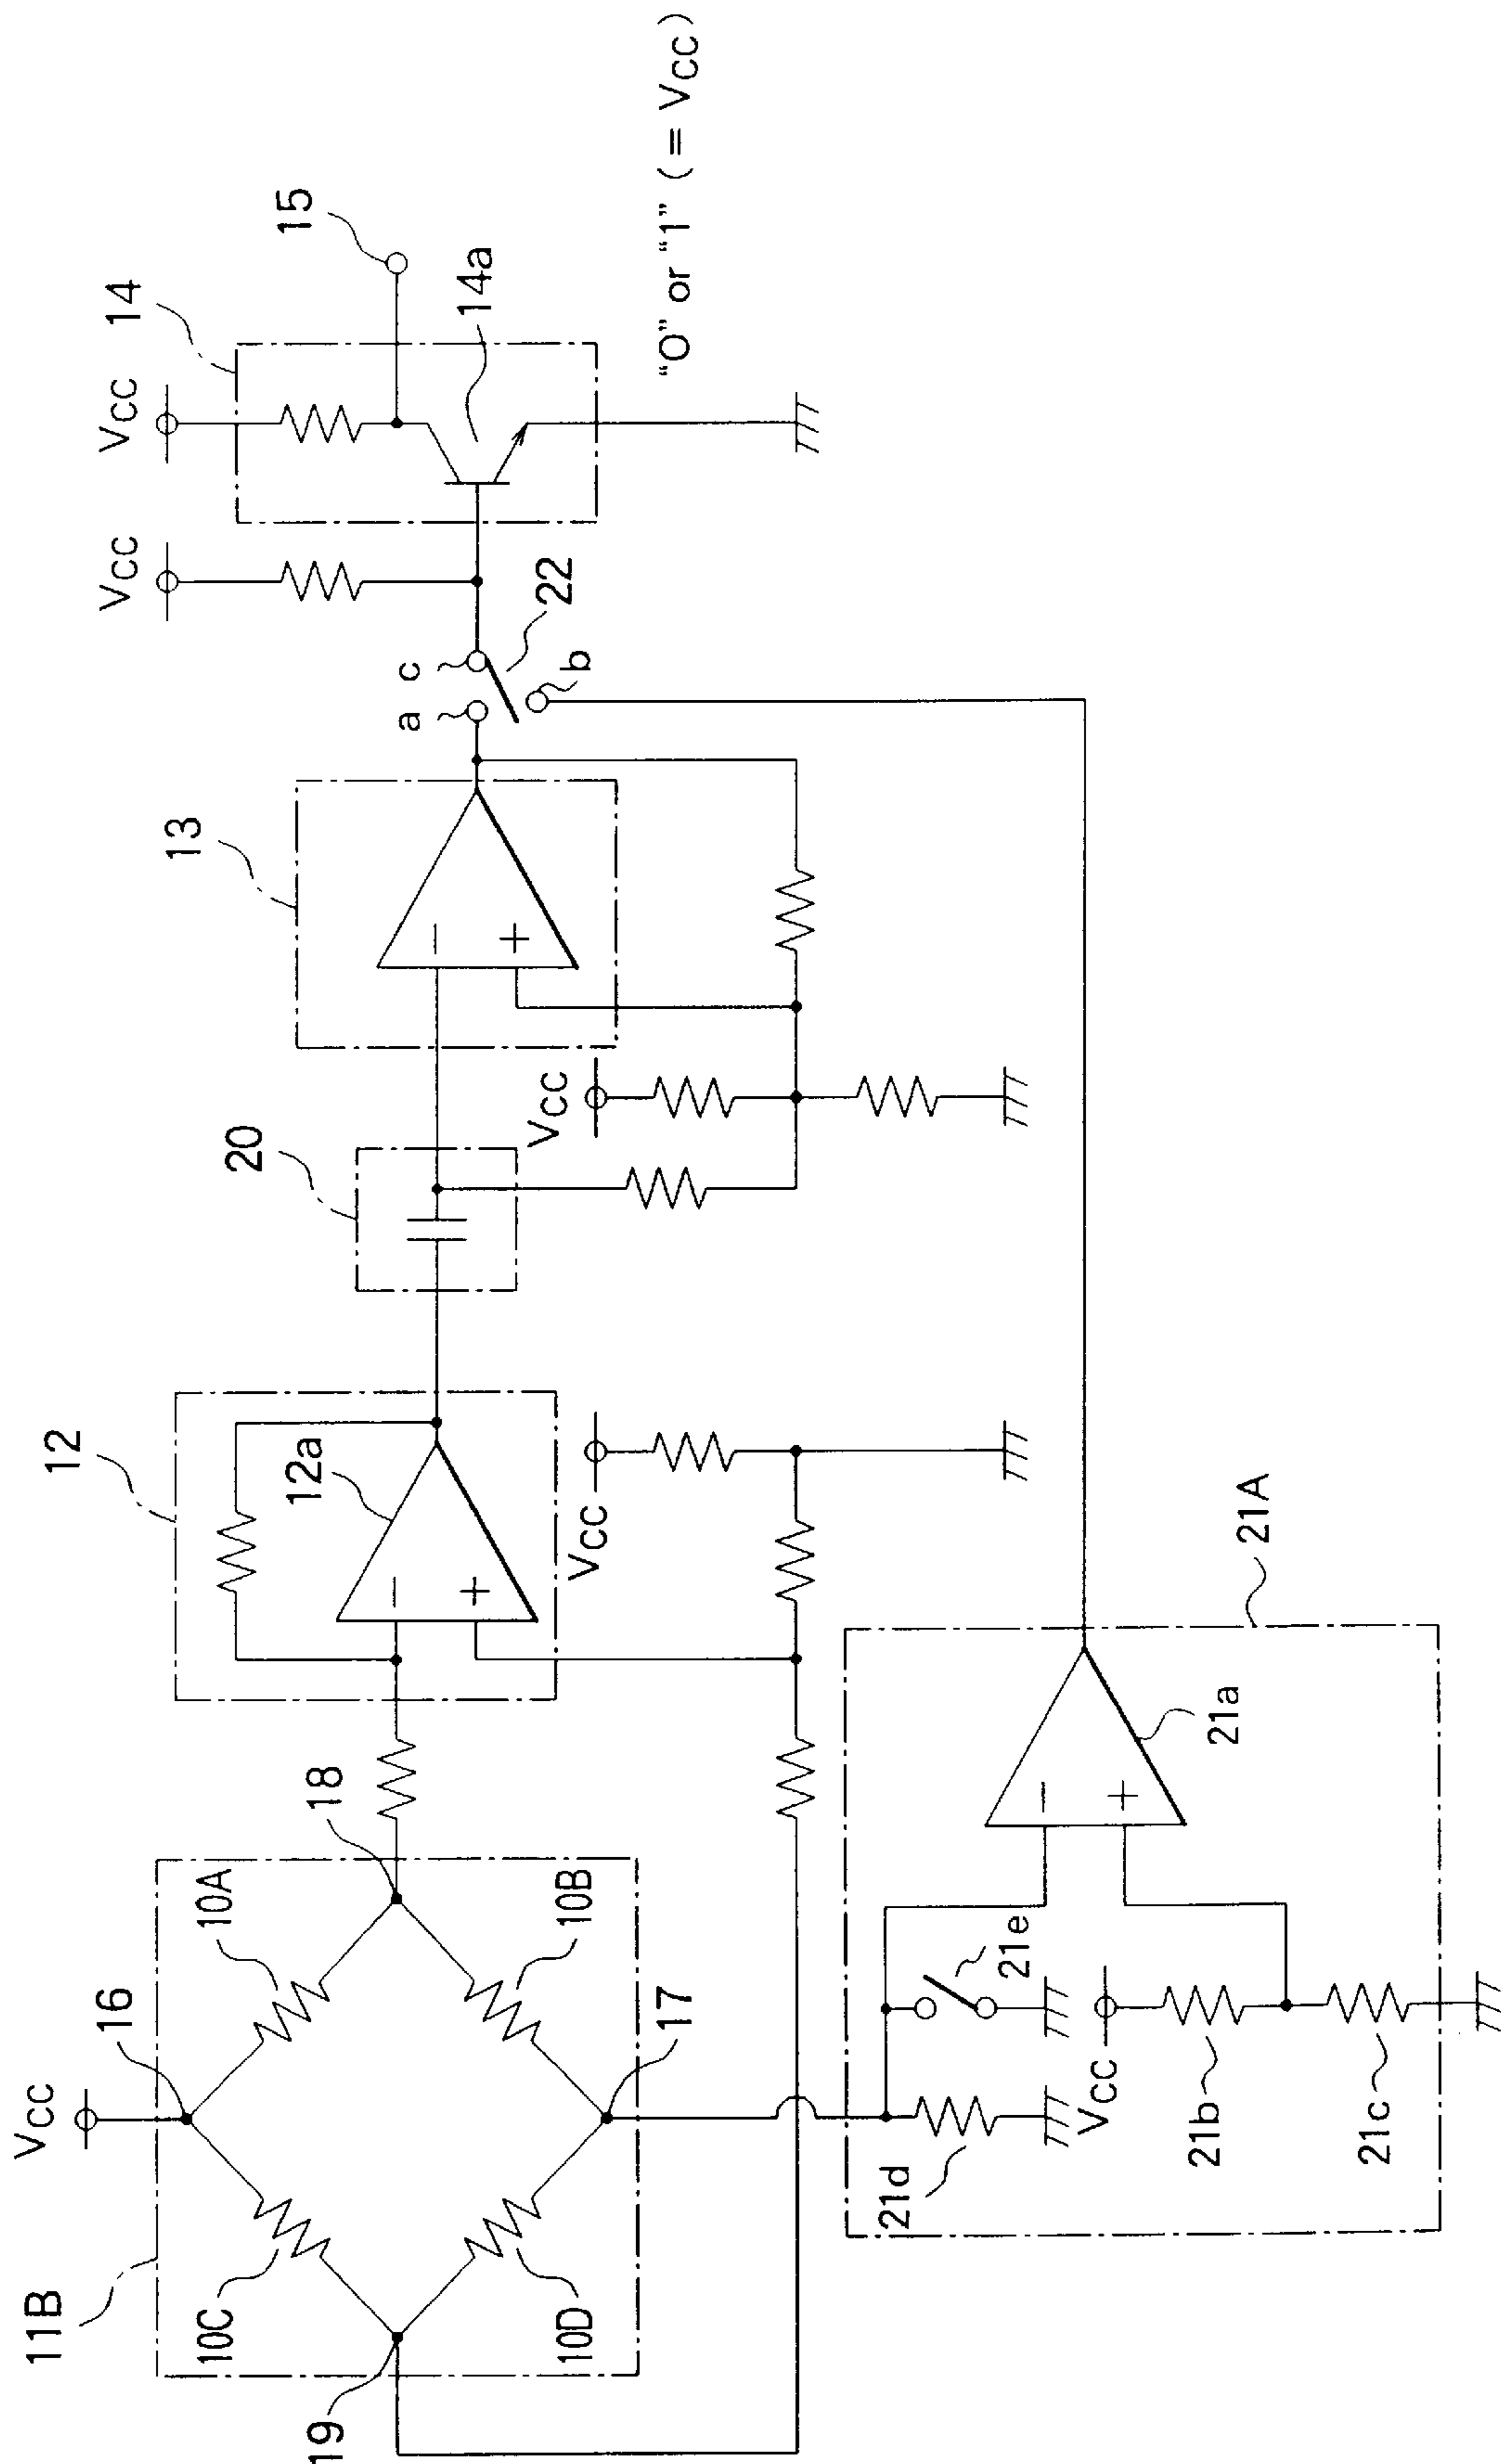 11B
VCC
16
10C
10A
18
10D
10B
19
17
12
12a
VCC
20
13
VCC
a
c
b
22
VCC
14
VCC
15
14a
"0" or "1" ( = VCC )
21A
21a
21e
21d
VCC
21b
21c
−
+
−
+
−
+